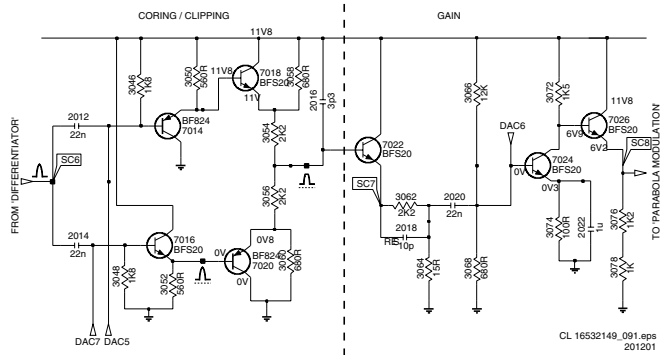 CORING / CLIPPING
GAIN
11V8
3046
1K8
3050
560R
11V8
7018
BFS20
11V
3058
680R
2016
3p3
2012
22n
BF824
7014
3054
2K2
3056
2K2
SC6
FROM 'DIFFERENTIATOR'
2014
22n
7016
BFS20
3048
1K8
3052
560R
0V
0V8
BF824
7020
0V
3060
680R
DAC7
DAC5
7022
BFS20
SC7
3062
2K2
2018
RES
10p
2020
22n
3064
15R
3066
12K
3068
680R
DAC6
0V
7024
BFS20
0V3
3072
1K5
6V9
7026
BFS20
11V8
6V2
SC8
3074
100R
2022
1u
3076
1K2
3078
1K
TO 'PARABOLA MODULATION'
CL 16532149_091.eps
201201